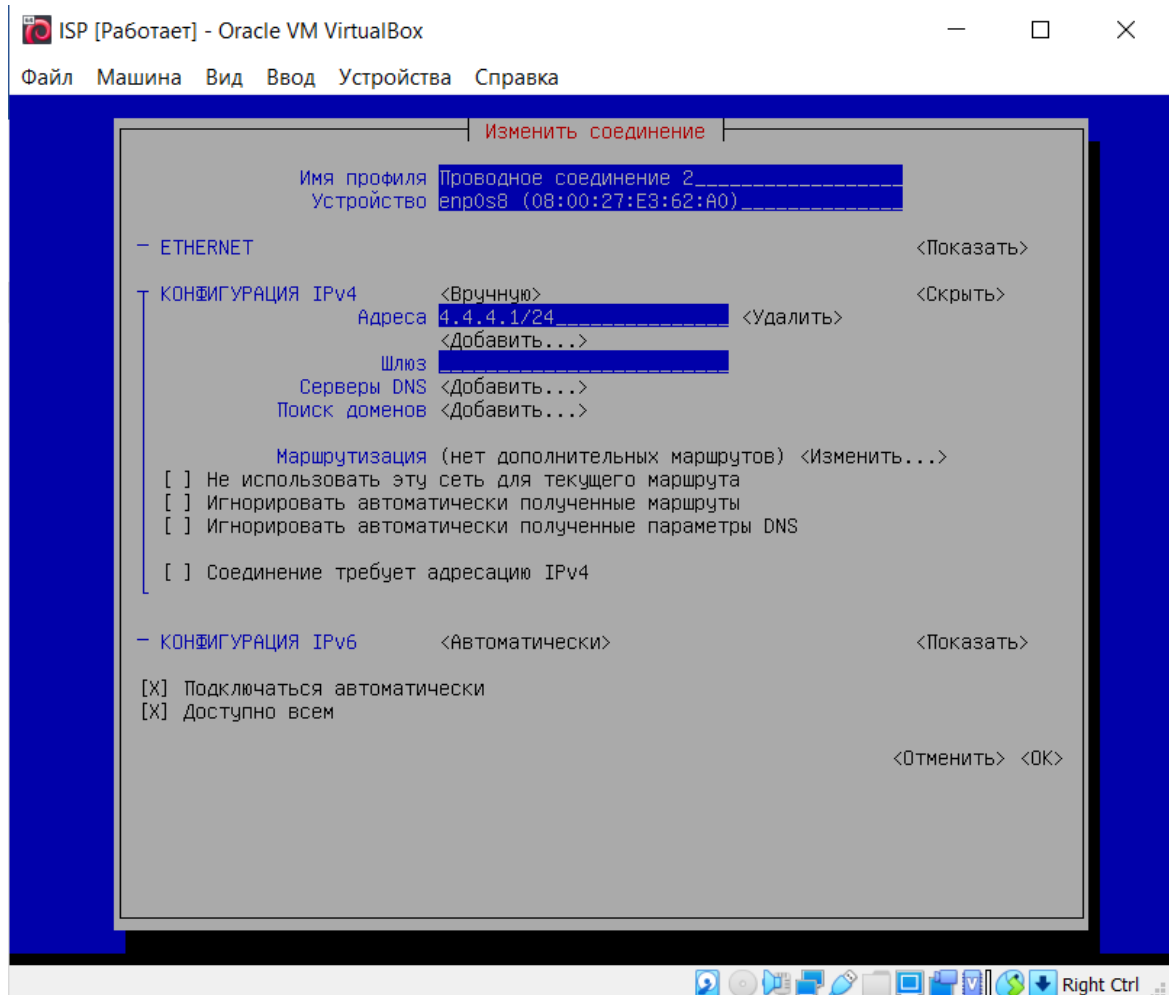 ISP [Работает] - Oracle VM VirtualBox
Файл Машина Вид Ввод Устройства Справка
Изменить соединение
Имя профиля Проводное соединение 2
Устройство enp0s8 (08:00:27:E3:62:A0)
ETHERNET <Показать>
КОНФИГУРАЦИЯ IPv4 <Вручную> <Скрыть>
Адреса 4.4.4.1/24 <Удалить>
<Добавить...>
Шлюз
Серверы DNS <Добавить...>
Поиск доменов <Добавить...>
Маршрутизация (нет дополнительных маршрутов) <Изменить...>
[ ] Не использовать эту сеть для текущего маршрута
[ ] Игнорировать автоматически полученные маршруты
[ ] Игнорировать автоматически полученные параметры DNS
[ ] Соединение требует адресацию IPv4
КОНФИГУРАЦИЯ IPv6 <Автоматически> <Показать>
[X] Подключаться автоматически
[X] Доступно всем
<Отменить> <OK>
Right Ctrl